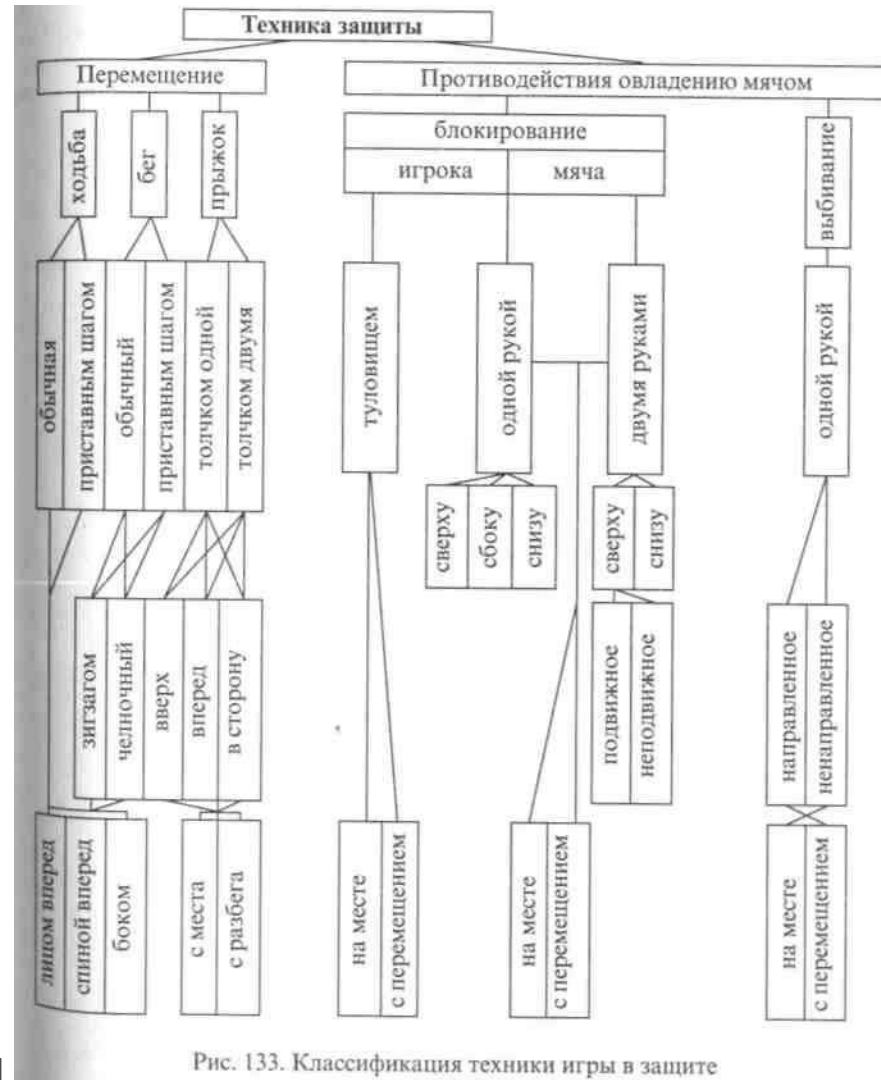 Техника защиты
Перемещение
Противодействия овладению мячом
ходьба
бег
прыжок
блокирование
игрока
мяча
выбивание
обычная
приставным шагом
обычный
приставным шагом
толчком одной
толчком двумя
туловищем
одной рукой
двумя руками
одной рукой
сверху
сбоку
снизу
сверху
снизу
зигзагом
челночный
вверх
вперед
в сторону
подвижное
неподвижное
направленное
ненаправленное
лицом вперед
спиной вперед
боком
с места
с разбега
на месте
с перемещением
на месте
с перемещением
на месте
с перемещением
Рис. 133. Классификация техники игры в защите